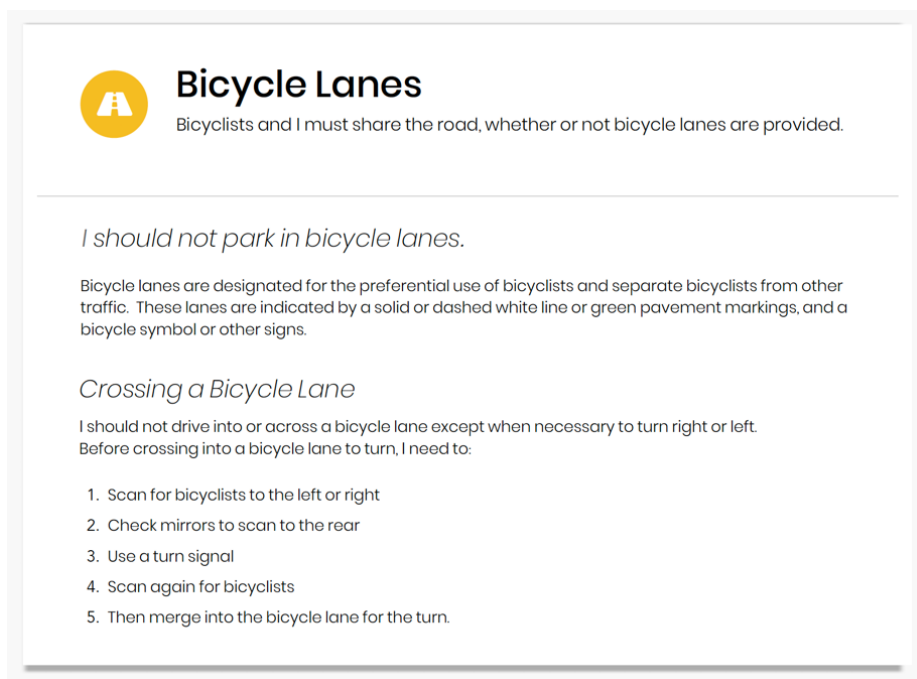 Bicycle Lanes
Bicyclists and I must share the road, whether or not bicycle lanes are provided.
I should not park in bicycle lanes.
Bicycle lanes are designated for the preferential use of bicyclists and separate bicyclists from other
traffic. These lanes are indicated by a solid or dashed white line or green pavement markings, and a
bicycle symbol or other signs.
Crossing a Bicycle Lane
I should not drive into or across a bicycle lane except when necessary to turn right or left.
Before crossing into a bicycle lane to turn, I need to:
1. Scan for bicyclists to the left or right
2. Check mirrors to scan to the rear
3. Use a turn signal
4. Scan again for bicyclists
5. Then merge into the bicycle lane for the turn.